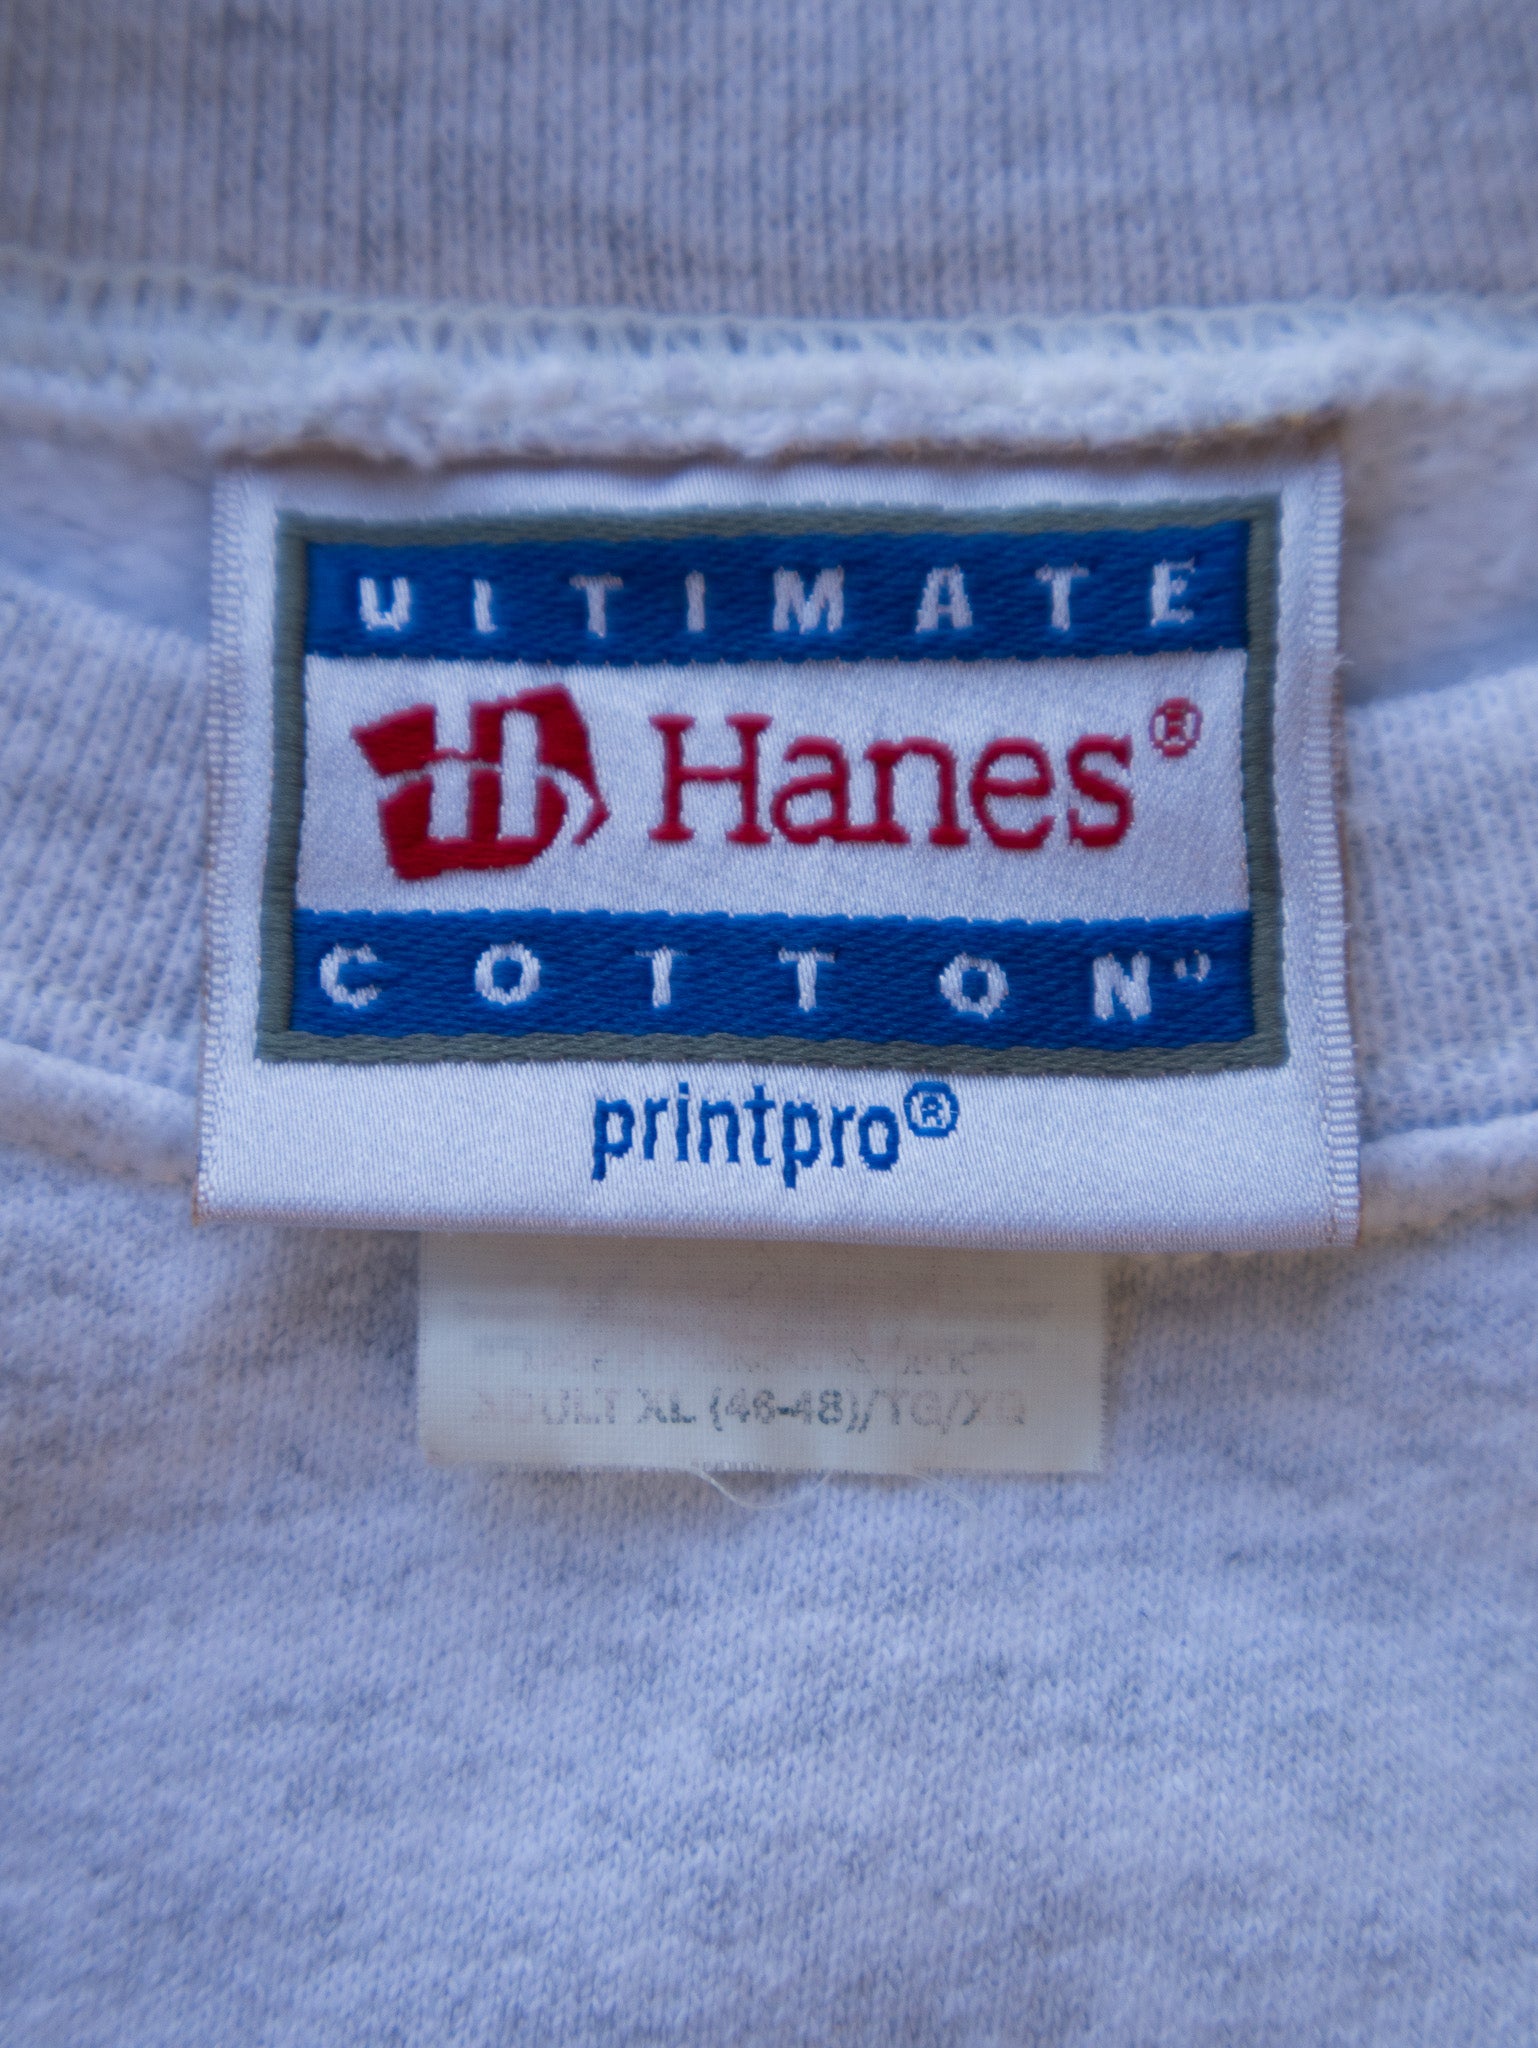 ULTIMATE
Hanes®
COTTON
printpro®
ADULT XL (46-48)/TG/XG